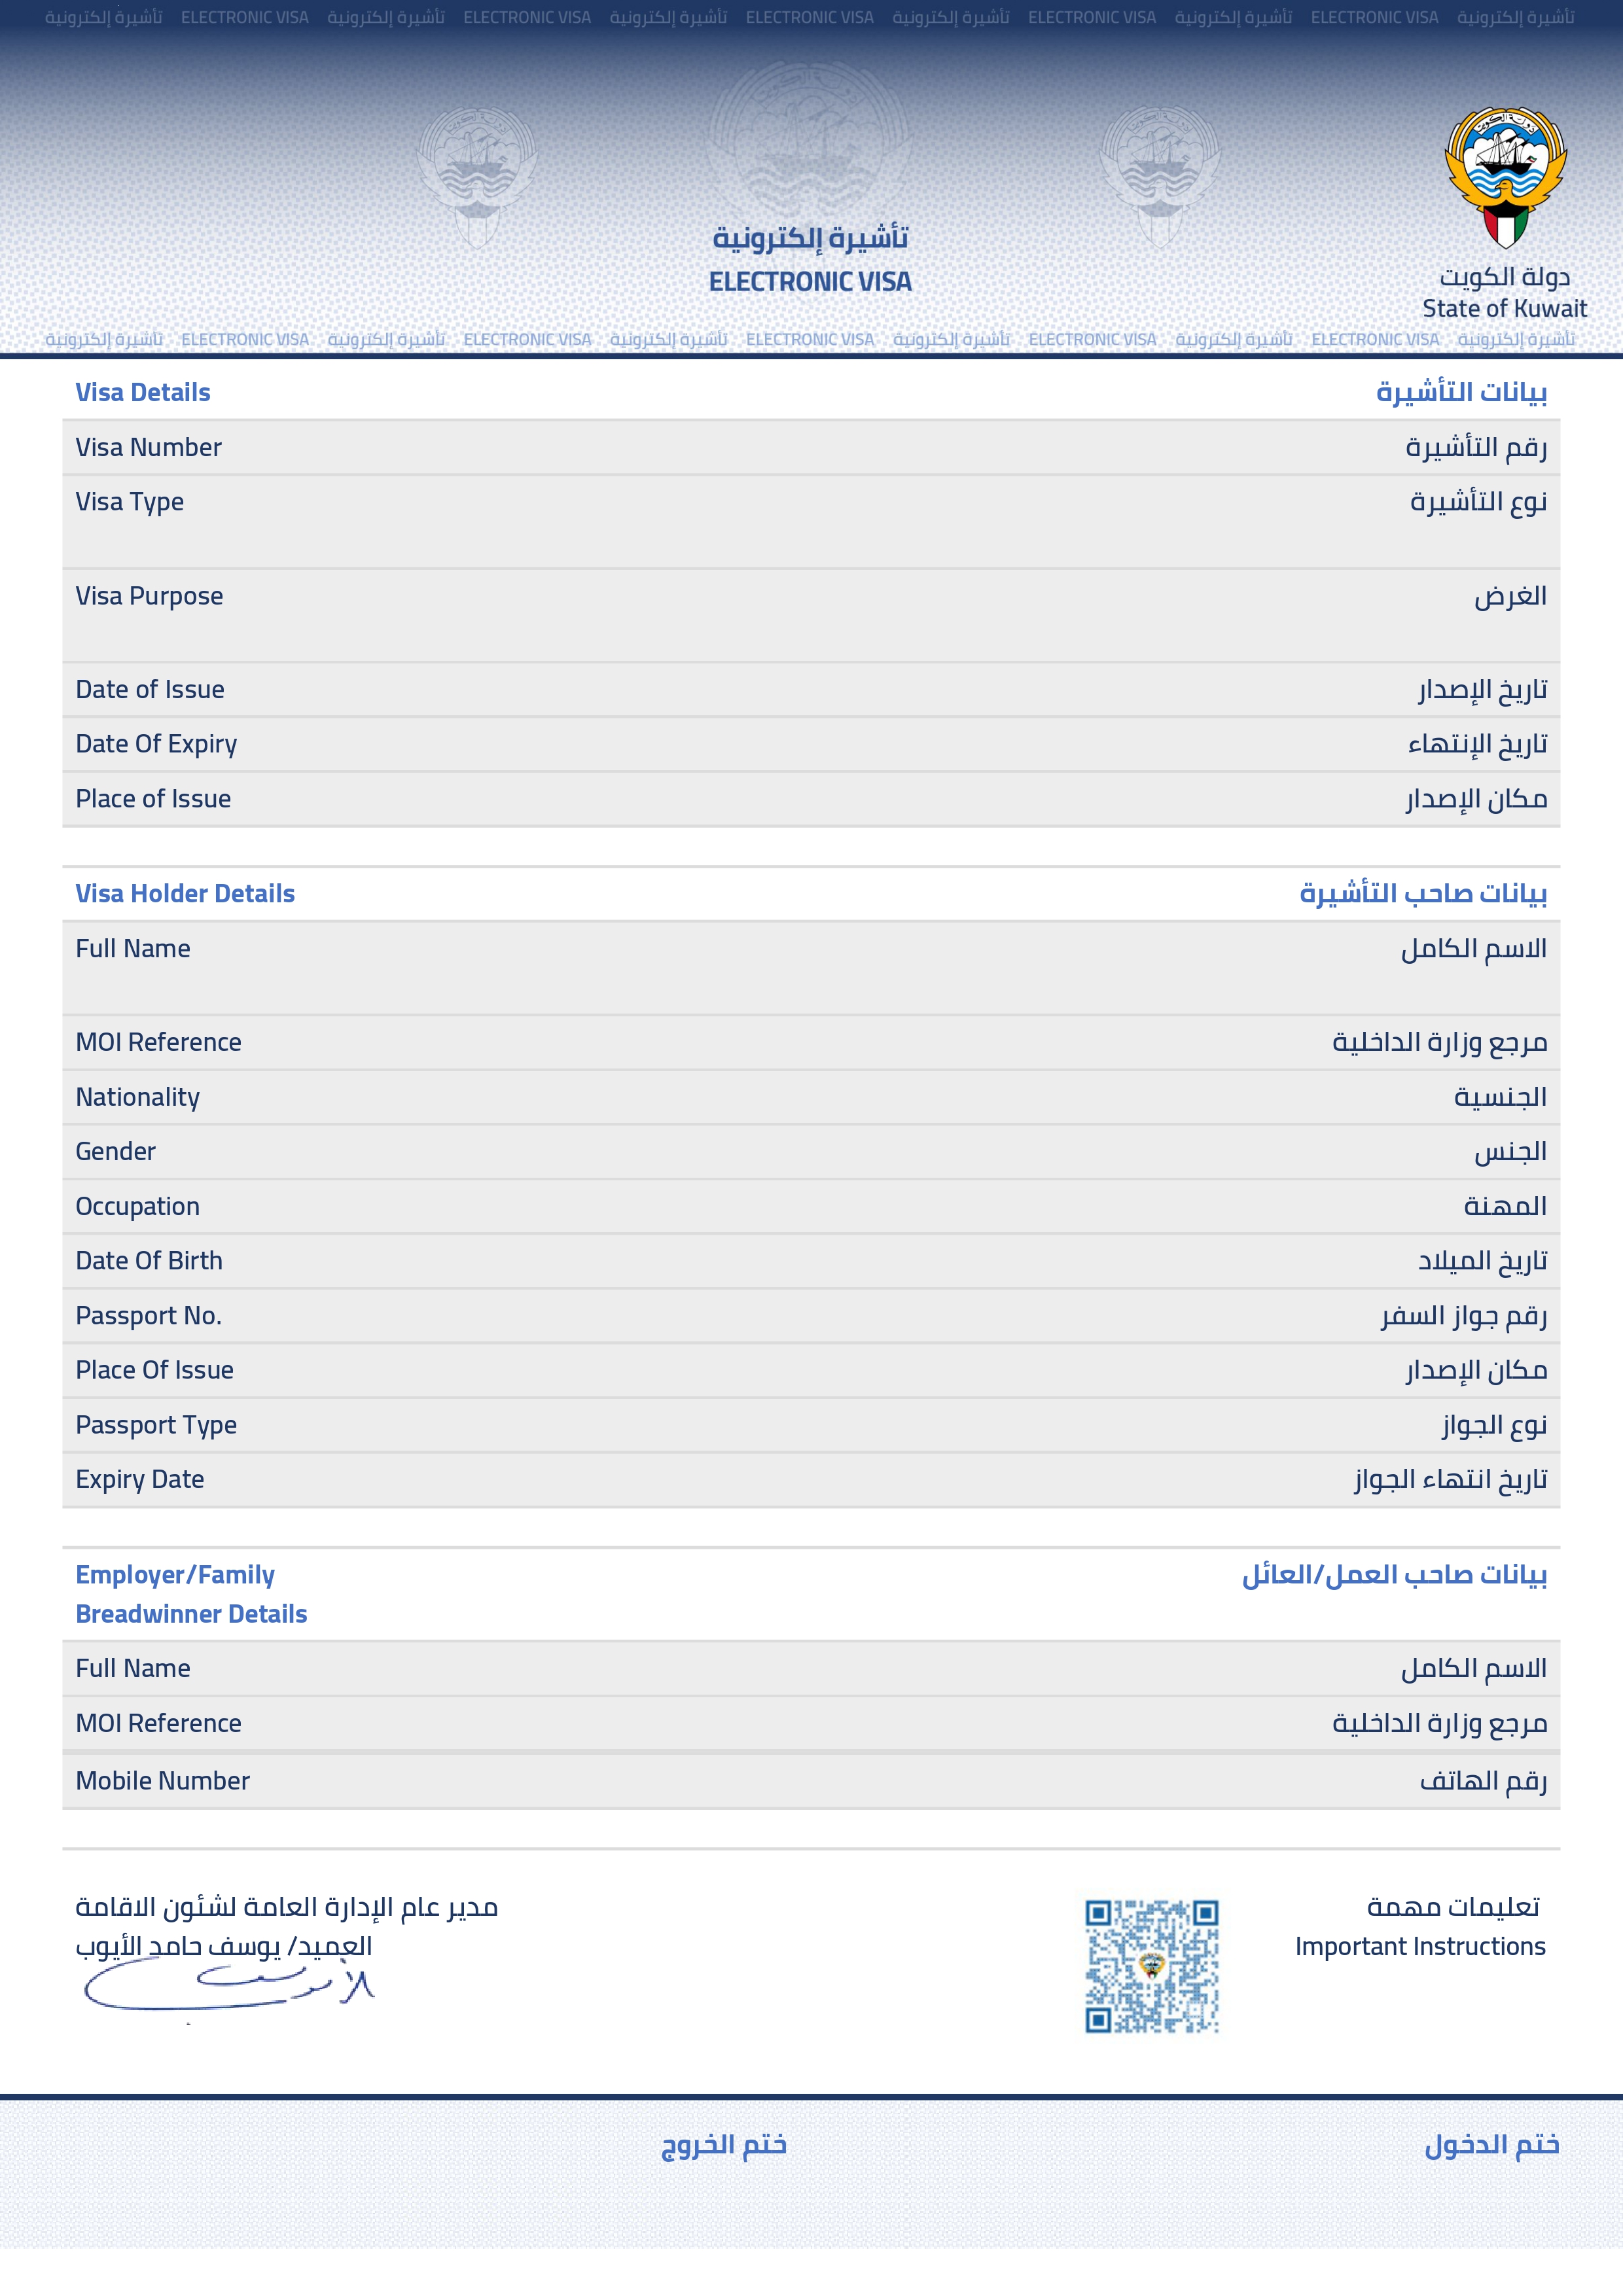 تأشيرة إلكترونية ELECTRONIC VISA تأشيرة إلكترونية ELECTRONIC VISA تأشيرة إلكترونية ELECTRONIC VISA تأشيرة إلكترونية ELECTRONIC VISA تأشيرة إلكترونية ELECTRONIC VISA تأشيرة إلكترونية
دولة الكويت
تأشيرة إلكترونية
ELECTRONIC VISA
دولة الكويت
State of Kuwait
تأشيرة إلكترونية ELECTRONIC VISA تأشيرة إلكترونية ELECTRONIC VISA تأشيرة إلكترونية ELECTRONIC VISA تأشيرة إلكترونية ELECTRONIC VISA تأشيرة إلكترونية ELECTRONIC VISA تأشيرة إلكترونية
Visa Details بيانات التأشيرة
Visa Number رقم التأشيرة
Visa Type نوع التأشيرة
Visa Purpose الغرض
Date of Issue تاريخ الإصدار
Date Of Expiry تاريخ الإنتهاء
Place of Issue مكان الإصدار
Visa Holder Details بيانات صاحب التأشيرة
Full Name الاسم الكامل
MOI Reference مرجع وزارة الداخلية
Nationality الجنسية
Gender الجنس
Occupation المهنة
Date Of Birth تاريخ الميلاد
Passport No. رقم جواز السفر
Place Of Issue مكان الإصدار
Passport Type نوع الجواز
Expiry Date تاريخ انتهاء الجواز
Employer/Family بيانات صاحب العمل/العائل
Breadwinner Details
Full Name الاسم الكامل
MOI Reference مرجع وزارة الداخلية
Mobile Number رقم الهاتف
مدير عام الإدارة العامة لشئون الاقامة
العميد/ يوسف حامد الأيوب
تعليمات مهمة
Important Instructions
ختم الدخول
ختم الخروج